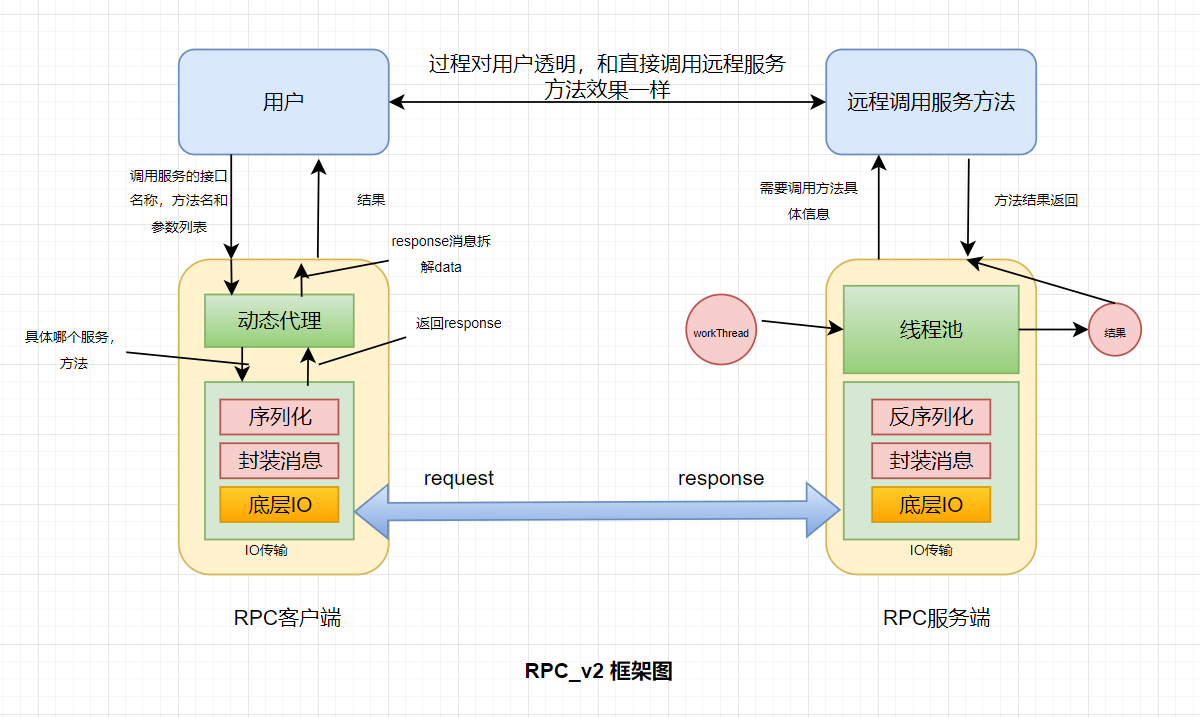 过程对用户透明，和直接调用远程服务
方法效果一样
用户
远程调用服务方法
调用服务的接口
名称，方法名和
参数列表
结果
需要调用方法具
体信息
方法结果返回
response消息拆
解data
动态代理
返回response
具体哪个服务，
方法
workThread
线程池
结果
序列化
封装消息
底层IO
IO传输
request
response
反序列化
封装消息
底层IO
IO传输
RPC客户端
RPC服务端
RPC_v2 框架图